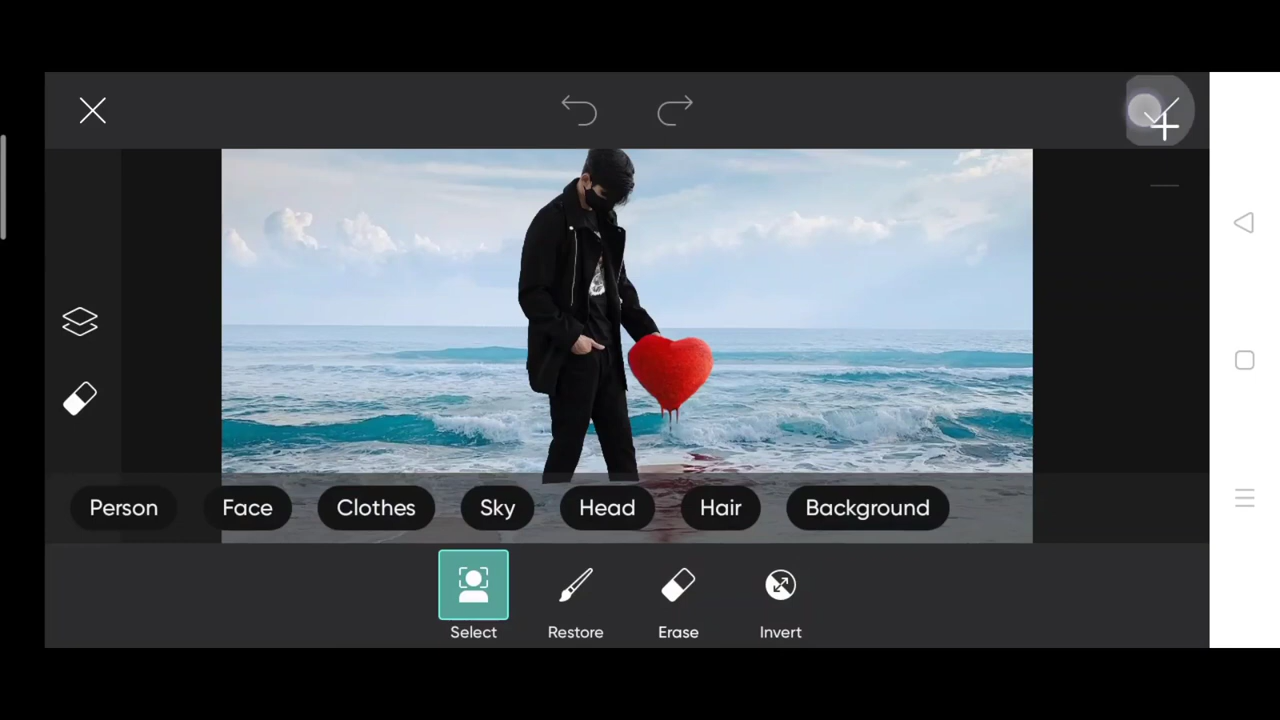 Person Face Clothes Sky Head Hair Background
Select Restore Erase Invert